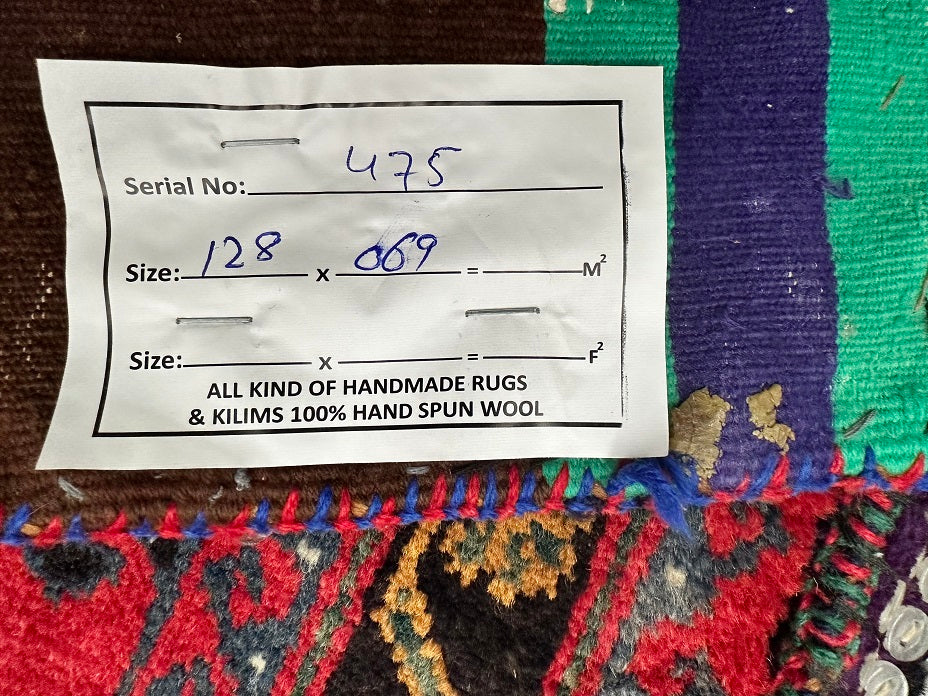 Serial No: 475
Size: 128 x 069 = M²
Size: x = F²
ALL KIND OF HANDMADE RUGS
& KILIMS 100% HAND SPUN WOOL